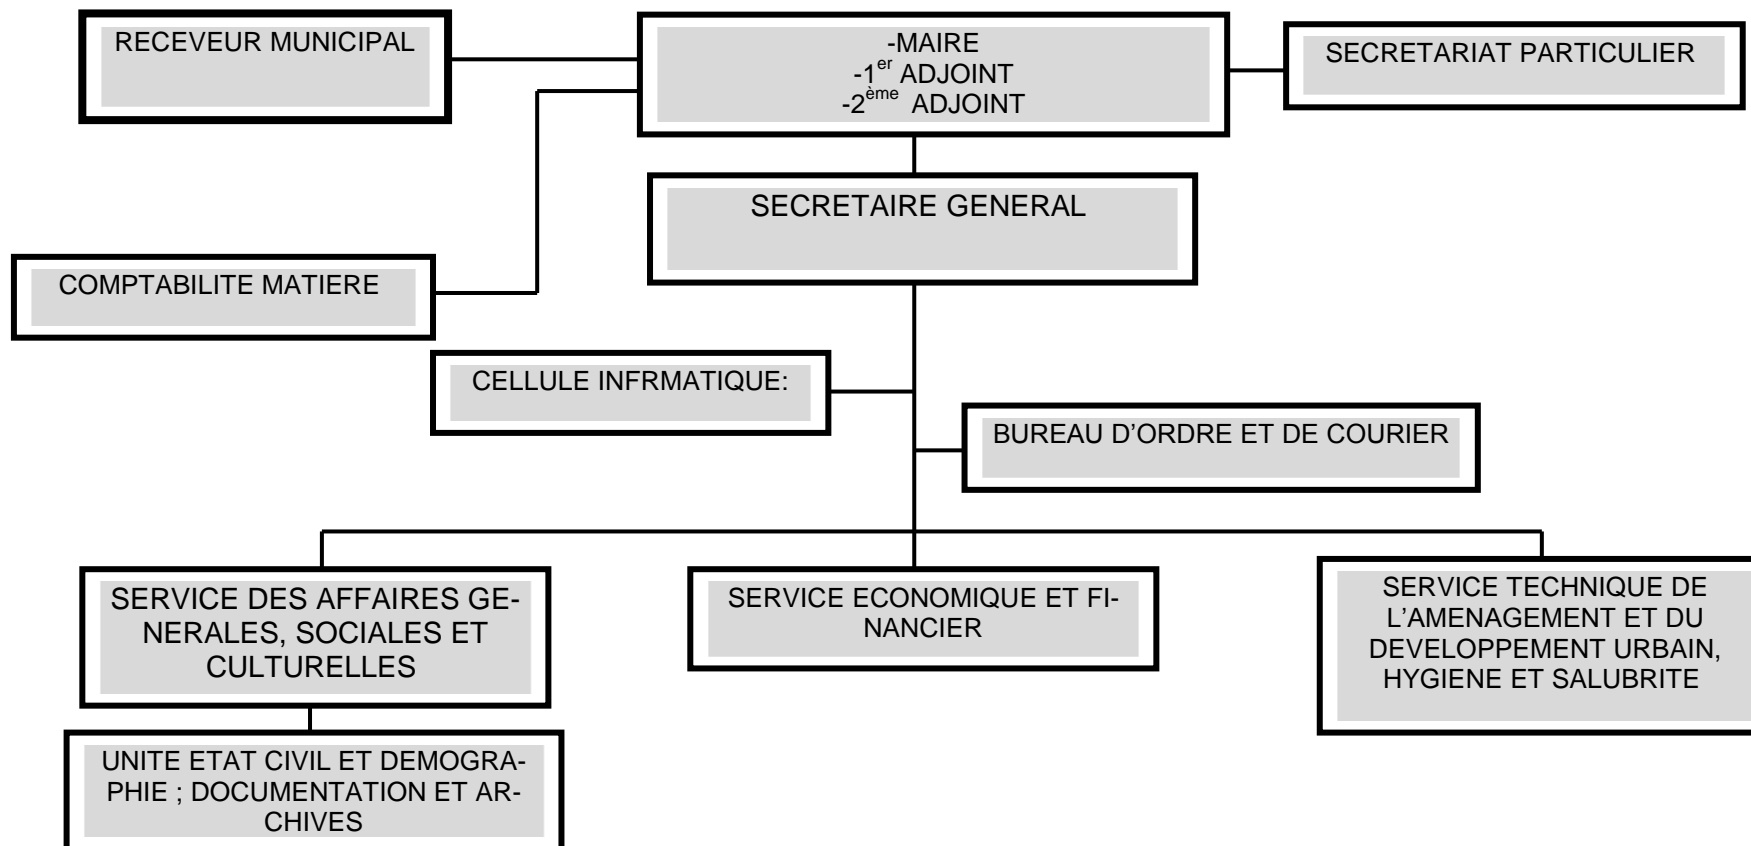 RECEVEUR MUNICIPAL
-MAIRE
-1er ADJOINT
-2ème ADJOINT
SECRETARIAT PARTICULIER
SECRETAIRE GENERAL
COMPTABILITE MATIERE
CELLULE INFRMATIQUE:
BUREAU D’ORDRE ET DE COURIER
SERVICE DES AFFAIRES GE-
NERALES, SOCIALES ET
CULTURELLES
SERVICE ECONOMIQUE ET FI-
NANCIER
SERVICE TECHNIQUE DE
L’AMENAGEMENT ET DU
DEVELOPPEMENT URBAIN,
HYGIENE ET SALUBRITE
UNITE ETAT CIVIL ET DEMOGRA-
PHIE ; DOCUMENTATION ET AR-
CHIVES